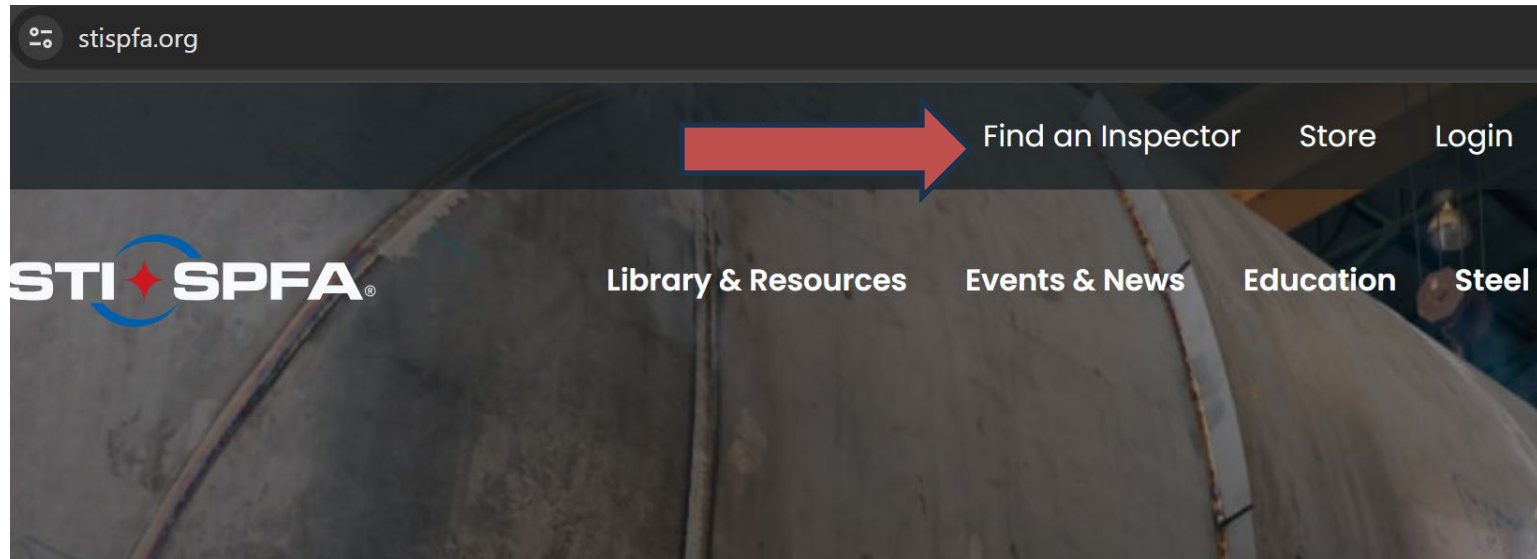 stispfa.org
Find an Inspector Store Login
STI SPFA®
Library & Resources Events & News Education Steel